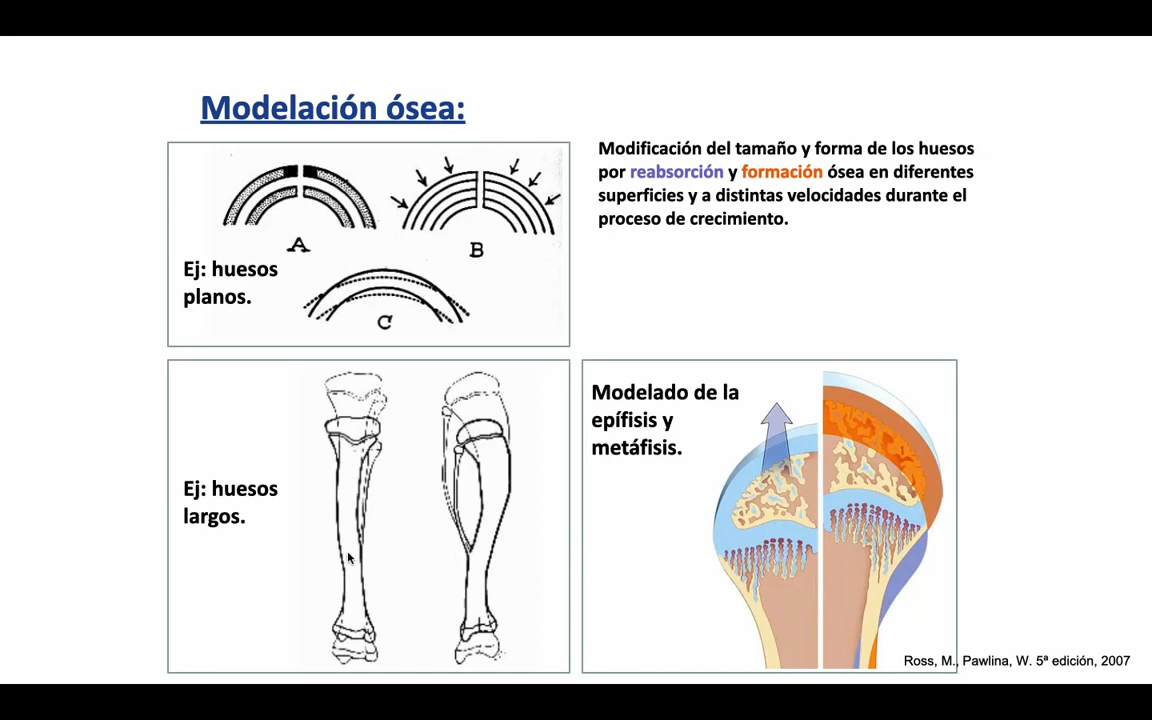 Modelación ósea:
Modificación del tamaño y forma de los huesos
por reabsorción y formación ósea en diferentes
superficies y a distintas velocidades durante el
proceso de crecimiento.
A
B
Ej: huesos
planos.
C
Ej: huesos
largos.
Modelado de la
epífisis y
metáfisis.
Ross, M., Pawlina, W. 5ª edición, 2007